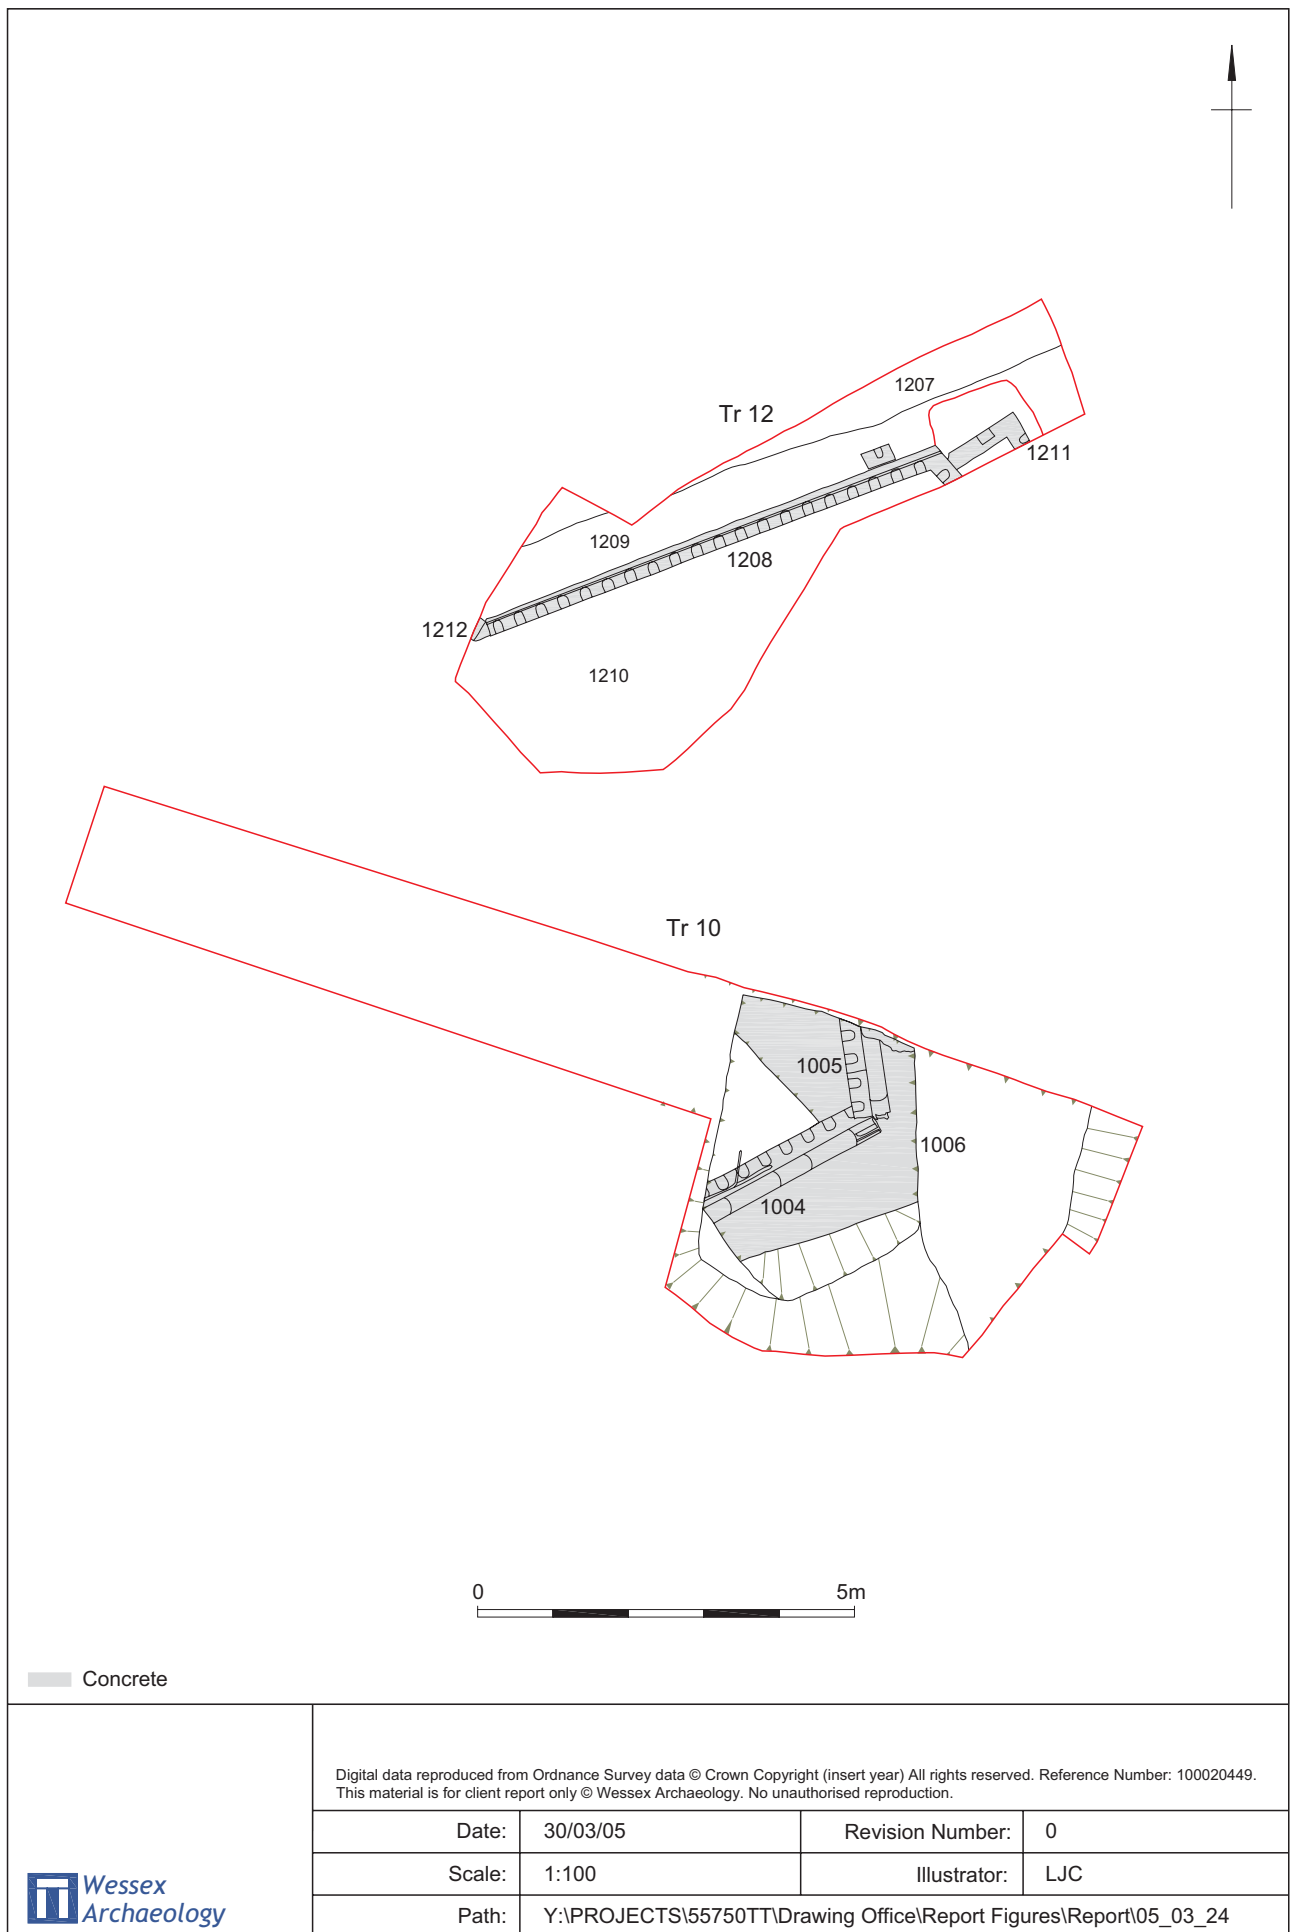 1207
Tr 12
1211
1209
1208
1212
1210
Tr 10
1005
1006
1004
0 5m
Concrete
Digital data reproduced from Ordnance Survey data © Crown Copyright (insert year) All rights reserved. Reference Number: 100020449.
This material is for client report only © Wessex Archaeology. No unauthorised reproduction.
Date: 30/03/05 Revision Number: 0
Scale: 1:100 Illustrator: LJC
Path: Y:\PROJECTS\55750TT\Drawing Office\Report Figures\Report\05_03_24
Wessex
Archaeology